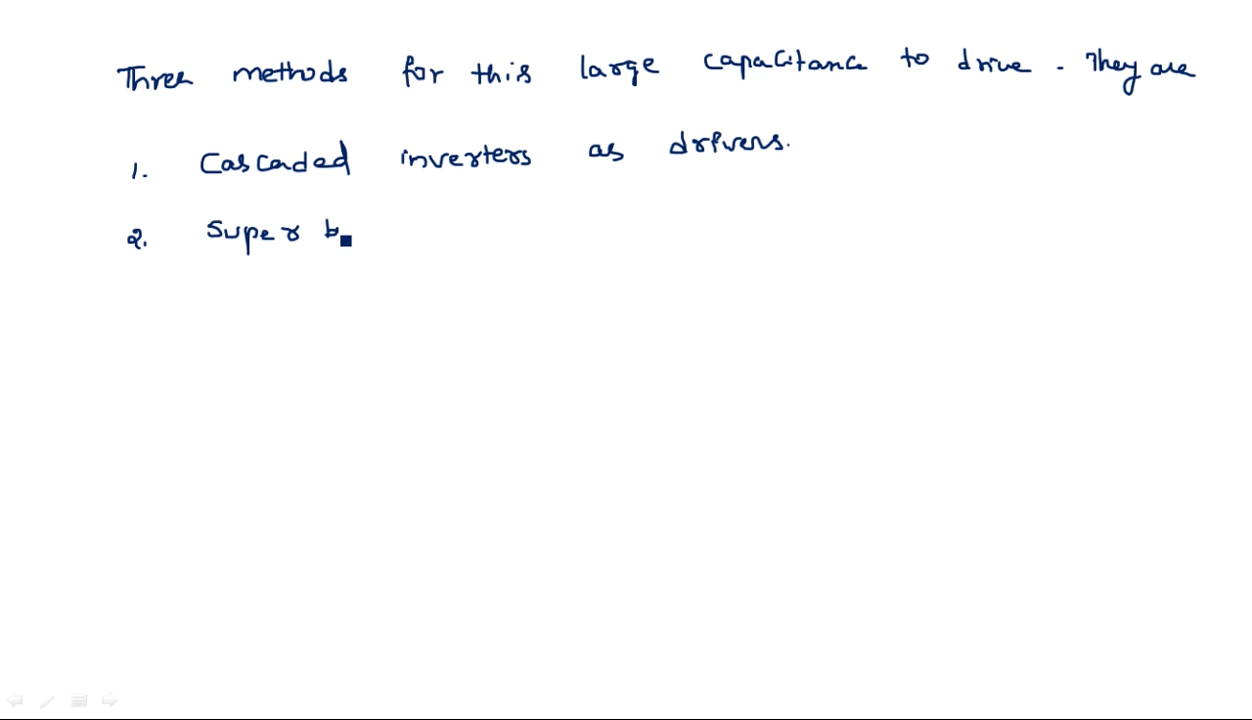 Three methods for this large capacitance to drive - They are
1. Cascaded inverters as drivers.
2. Super b